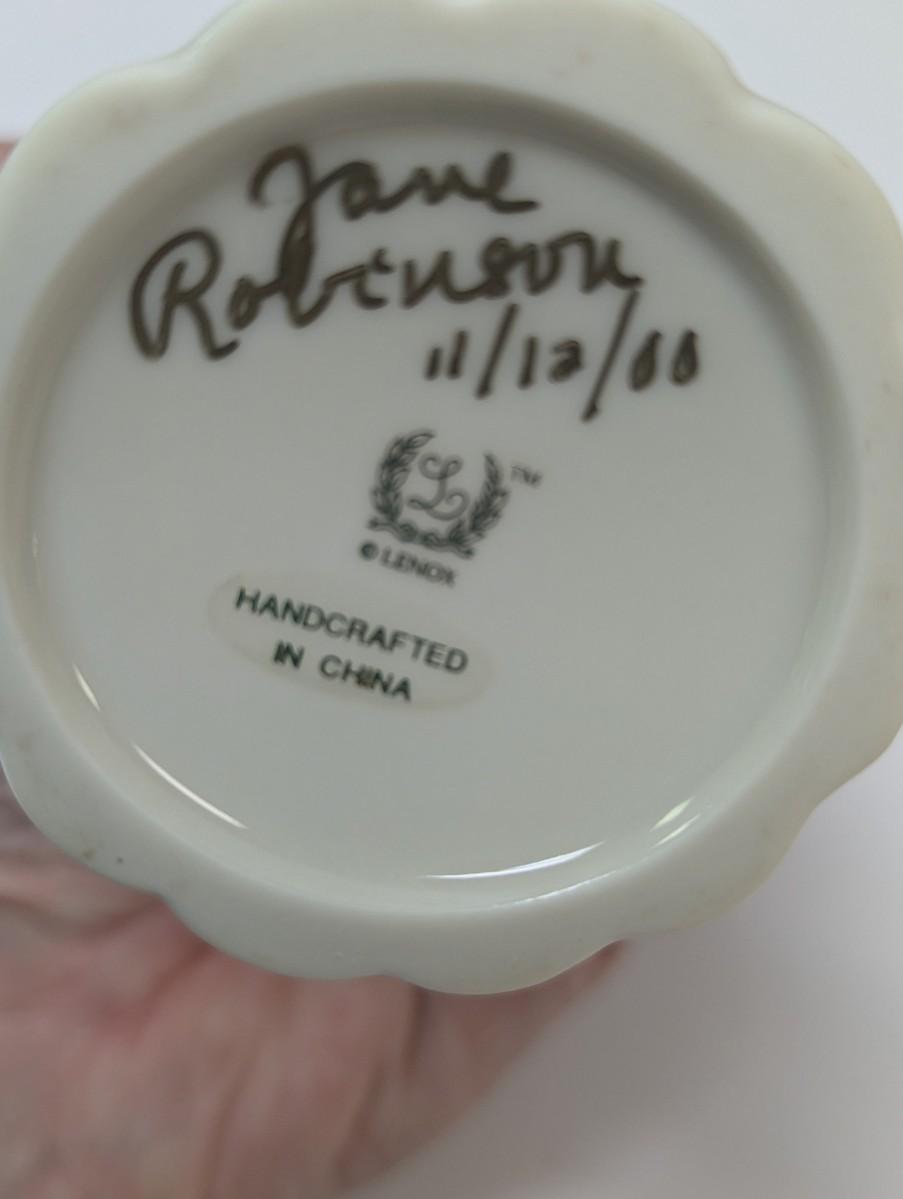 Jane
Robinson
11/12/00
L ™
© LENOX
HANDCRAFTED
IN CHINA